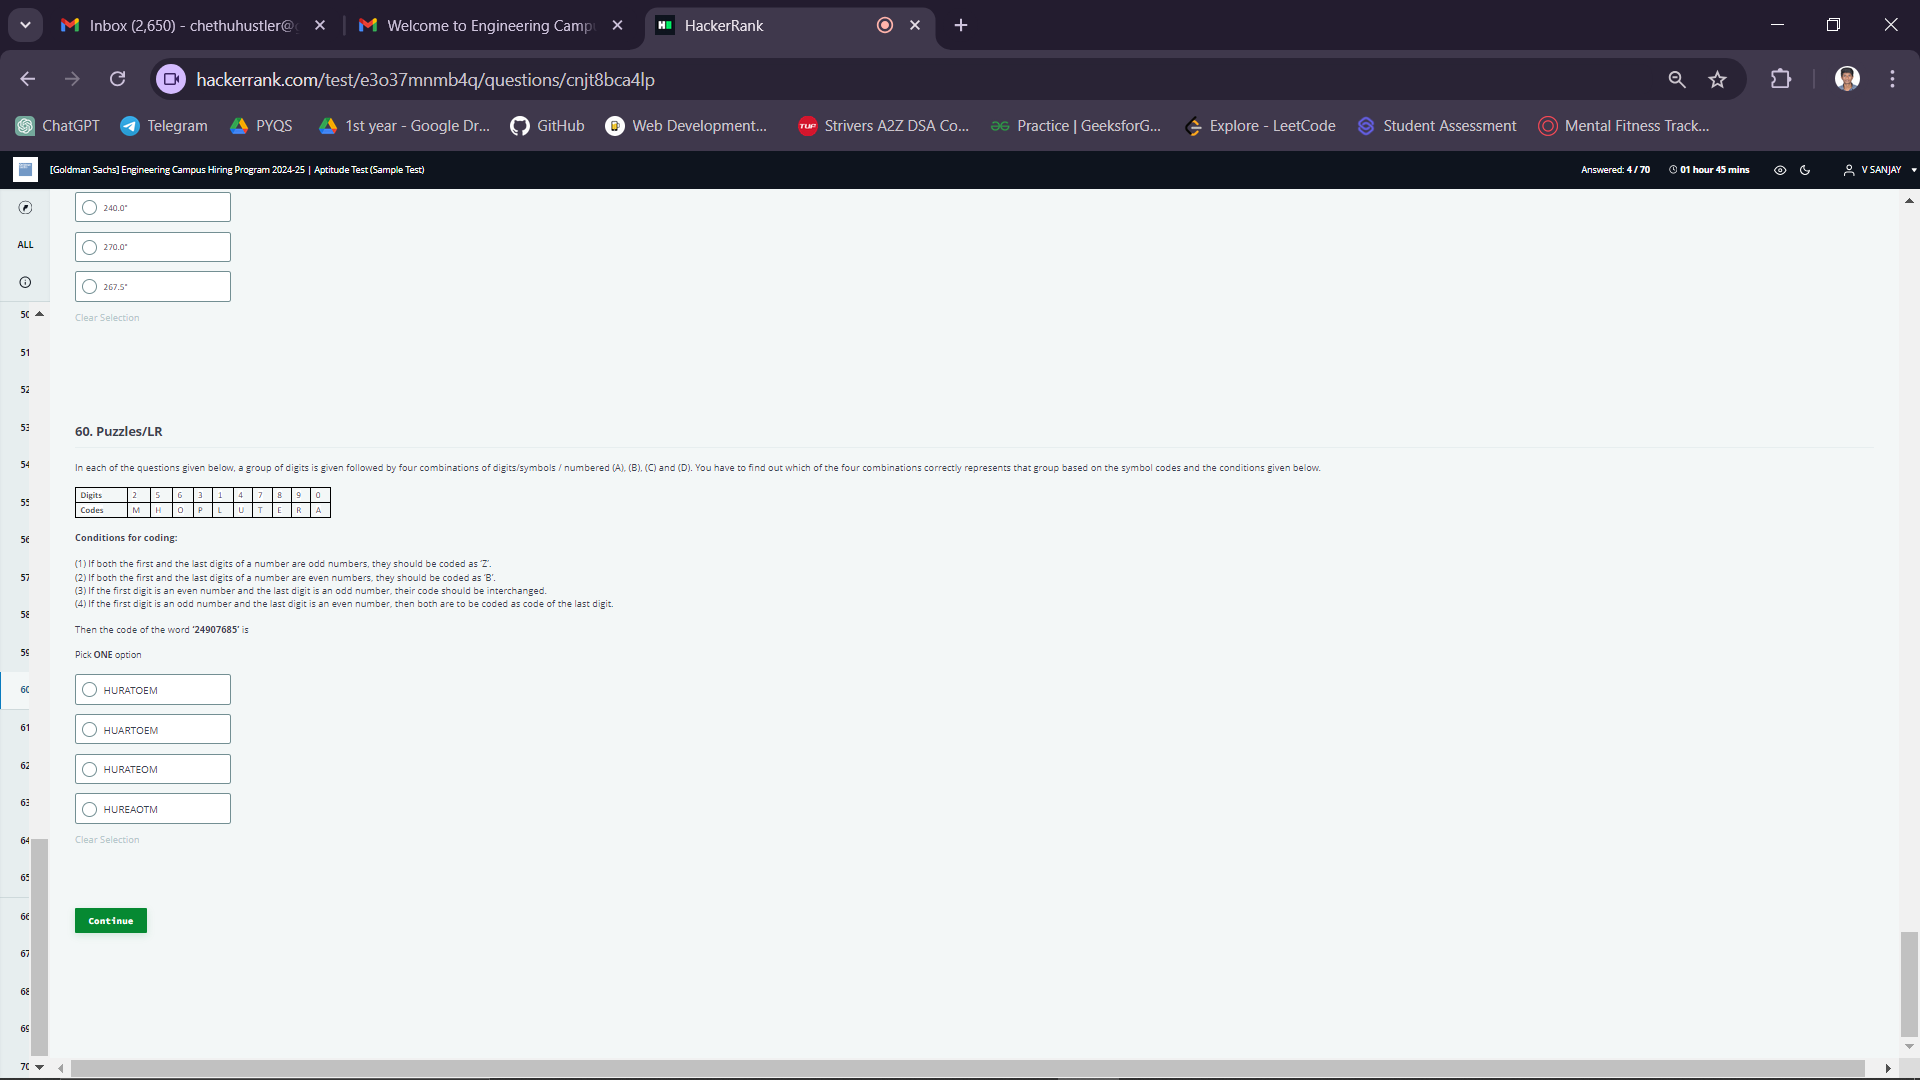 Inbox (2,650) - chethuhustler@g
Welcome to Engineering Camp
HackerRank
hackerrank.com/test/e3o37mnmb4q/questions/cnjt8bca4lp
ChatGPT
Telegram
PYQS
1st year - Google Dr...
GitHub
Web Development...
TUF
Strivers A2Z DSA Co...
Practice | GeeksforG...
Explore - LeetCode
Student Assessment
Mental Fitness Track...
[Goldman Sachs] Engineering Campus Hiring Program 2024-25 | Aptitude Test (Sample Test)
Answered: 4 / 70
01 hour 45 mins
V SANJAY
ALL
240.0°
270.0°
267.5°
Clear Selection
60. Puzzles/LR
In each of the questions given below, a group of digits is given followed by four combinations of digits/symbols / numbered (A), (B), (C) and (D). You have to find out which of the four combinations correctly represents that group based on the symbol codes and the conditions given below.
Digits 2 5 6 3 1 4 7 8 9 0
Codes M H O P L U T E R A
Conditions for coding:
(1) If both the first and the last digits of a number are odd numbers, they should be coded as 'Z'.
(2) If both the first and the last digits of a number are even numbers, they should be coded as 'B'.
(3) If the first digit is an even number and the last digit is an odd number, their code should be interchanged.
(4) If the first digit is an odd number and the last digit is an even number, then both are to be coded as code of the last digit.
Then the code of the word '24907685' is
Pick ONE option
HURATOEM
HUARTOEM
HURATEOM
HUREAOTM
Clear Selection
Continue
50
51
52
53
54
55
56
57
58
59
60
61
62
63
64
65
66
67
68
69
70